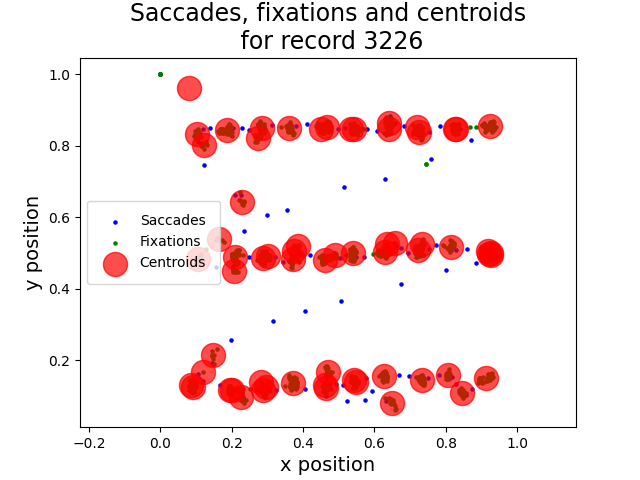 Saccades, fixations and centroids
for record 3226
1.0
0.8
0.6
0.4
0.2
y position
Saccades
Fixations
Centroids
−0.2
0.0
0.2
0.4
0.6
0.8
1.0
x position